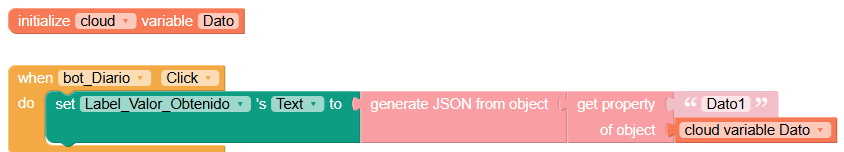 initialize cloud variable Dato
when bot_Diario Click
do set Label_Valor_Obtenido 's Text to generate JSON from object get property “ Dato1 ”
of object cloud variable Dato